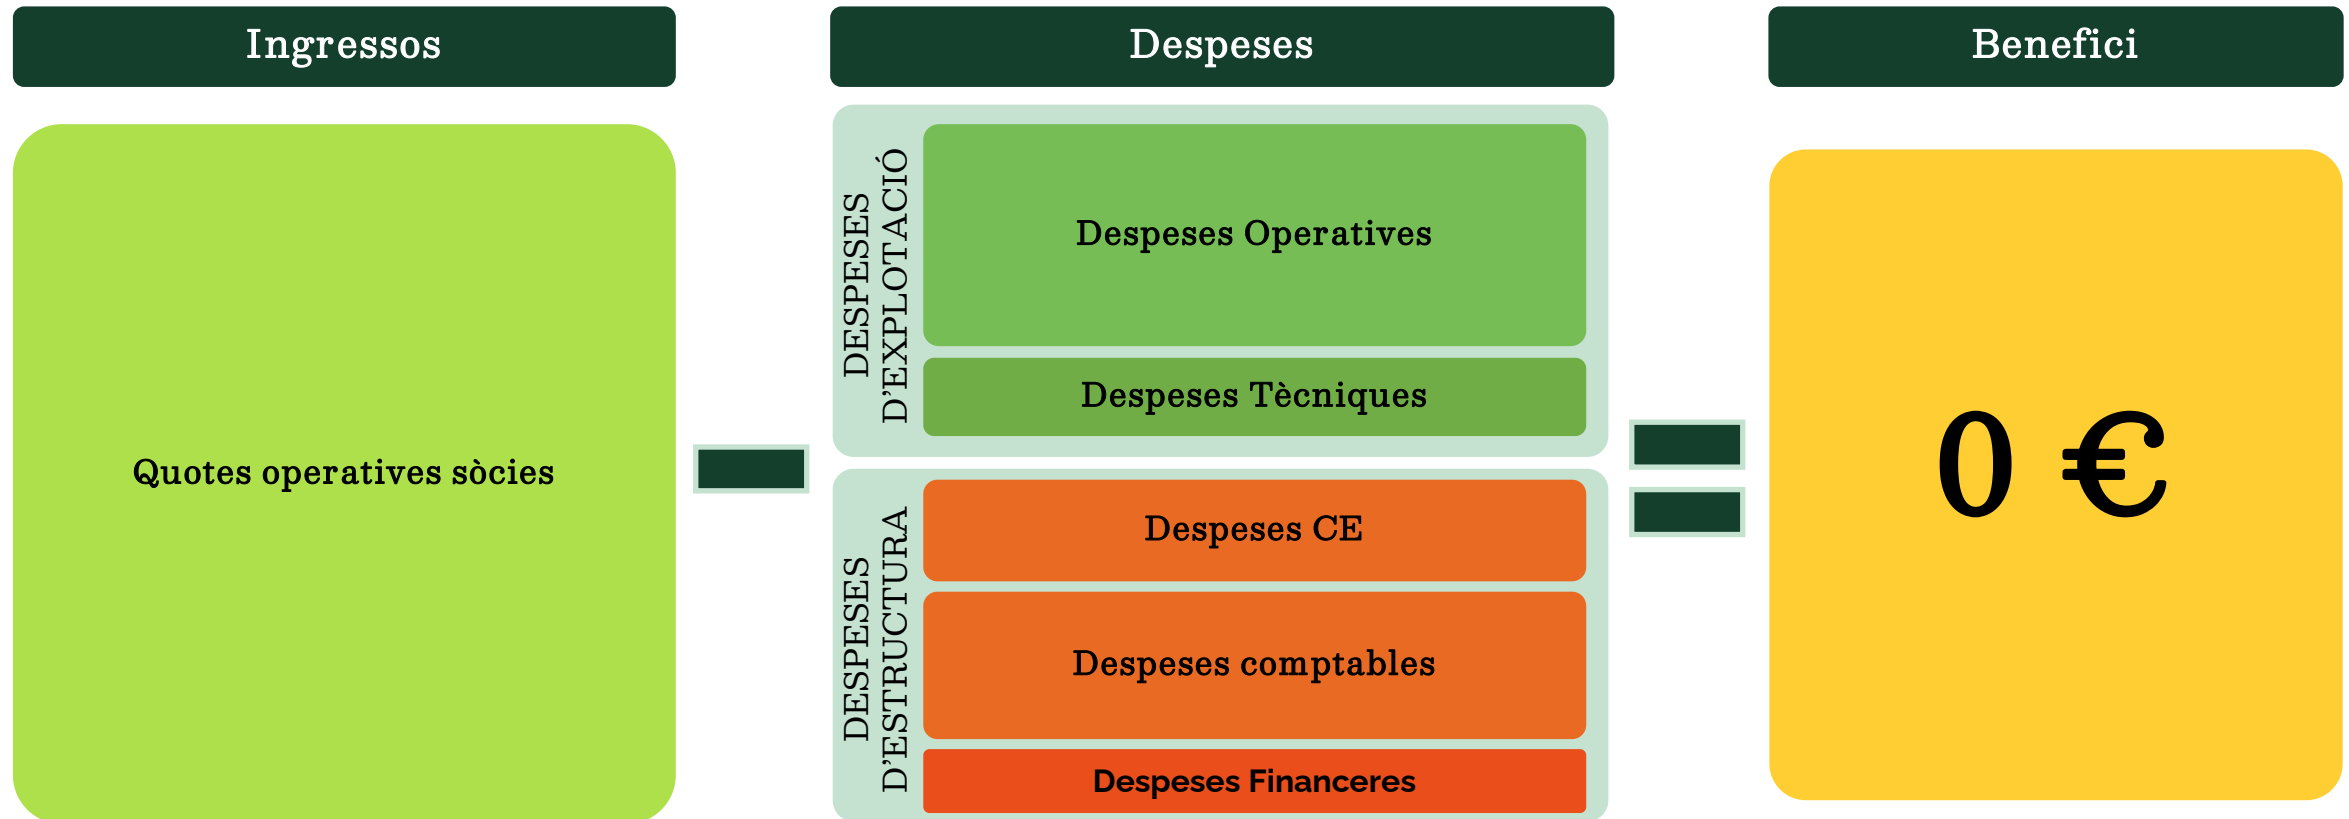 Ingressos
Despeses
Benefici
Quotes operatives sòcies
DESPESES
D'EXPLOTACIÓ
Despeses Operatives
Despeses Tècniques
DESPESES
D'ESTRUCTURA
Despeses CE
Despeses comptables
Despeses Financeres
0 €